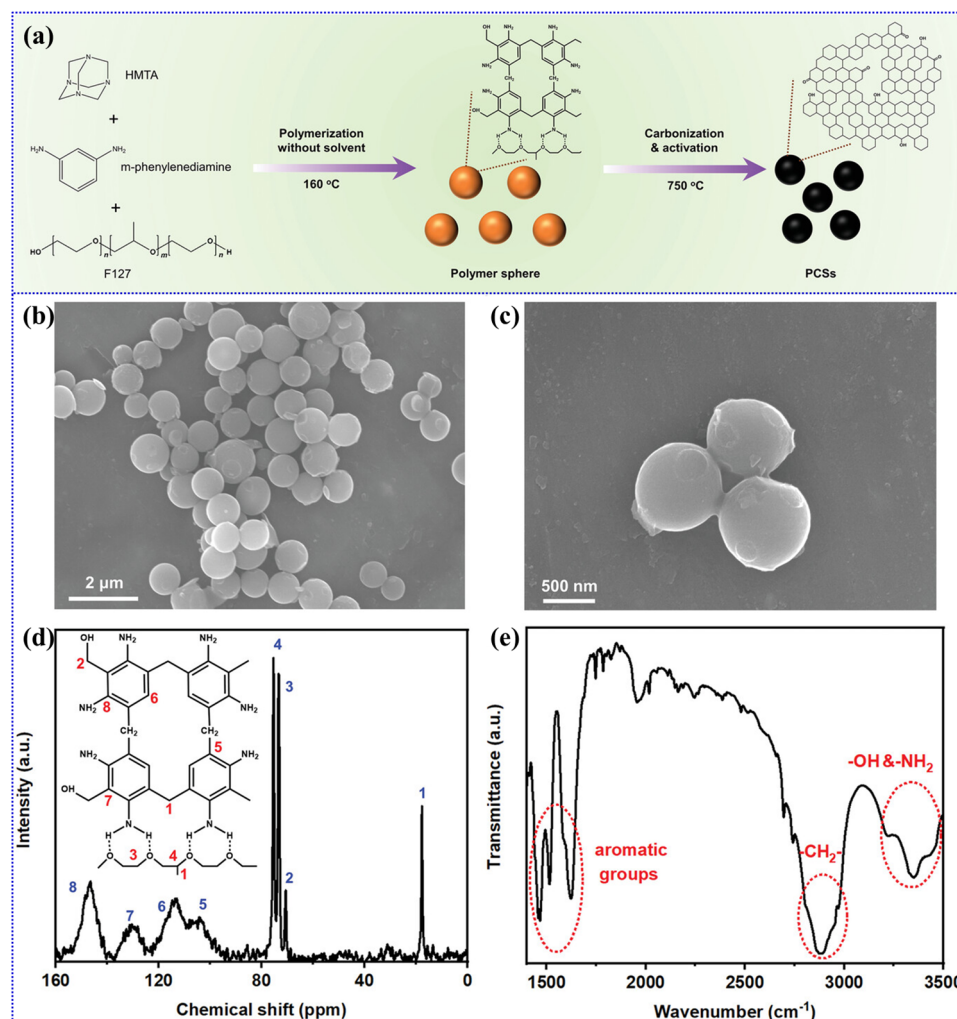 (a)
HMTA
+
m-phenylenediamine
+
F127
Polymerization
without solvent
160 °C
Polymer sphere
Carbonization
& activation
750 °C
PCSs
(b)
2 μm
(c)
500 nm
(d)
Intensity (a.u.)
8
7
6
5
4
3
2
1
160
120
80
40
0
Chemical shift (ppm)
OH
NH₂
NH₂
2
NH₂
8
6
NH₂
CH₂
CH₂
5
NH₂
NH₂
OH
7
1
N
N
H
H
H
H
3
4
O
O
O
O
1
(e)
Transmittance (a.u.)
aromatic
groups
-CH₂-
-OH &-NH₂
1500
2000
2500
3000
3500
Wavenumber (cm⁻¹)